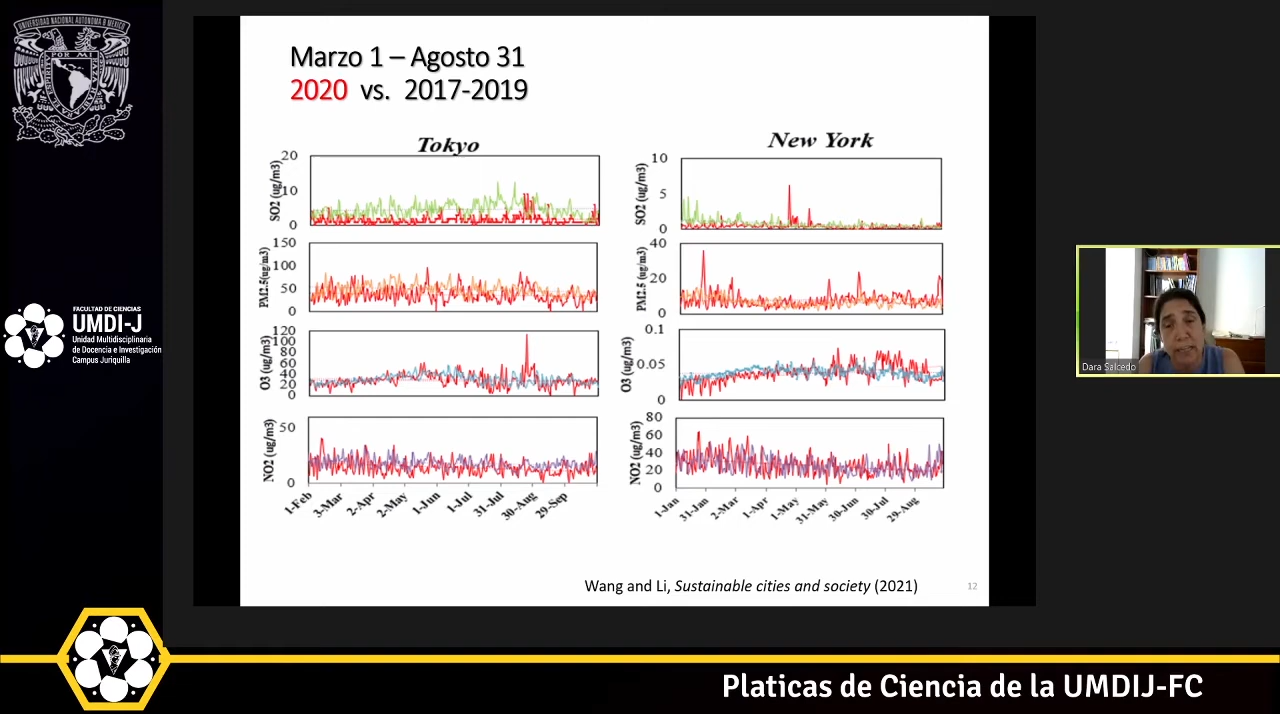 UNIVERSIDAD NACIONAL AUTONOMA DE MEXICO
POR MI
FACULTAD DE CIENCIAS
UMDI-J
Unidad Multidisciplinaria
de Docencia e Investigación
Campus Juriquilla
Marzo 1 – Agosto 31
2020 vs. 2017-2019
Tokyo
SO2 (ug/m3)
20
10
0
PM2.5(ug/m3)
150
100
50
0
O3 (ug/m3)
120
100
80
60
40
20
0
NO2 (ug/m3)
50
0
1-Feb
3-Mar
2-Apr
2-May
1-Jun
1-Jul
31-Jul
30-Aug
29-Sep
New York
SO2 (ug/m3)
10
5
0
PM2.5 (ug/m3)
40
20
0
O3 (ug/m3)
0.1
0.05
0
NO2 (ug/m3)
80
60
40
20
0
1-Jan
31-Jan
2-Mar
1-Apr
1-May
31-May
30-Jun
30-Jul
29-Aug
Wang and Li, Sustainable cities and society (2021)
12
Dara Salcedo
Platicas de Ciencia de la UMDIJ-FC